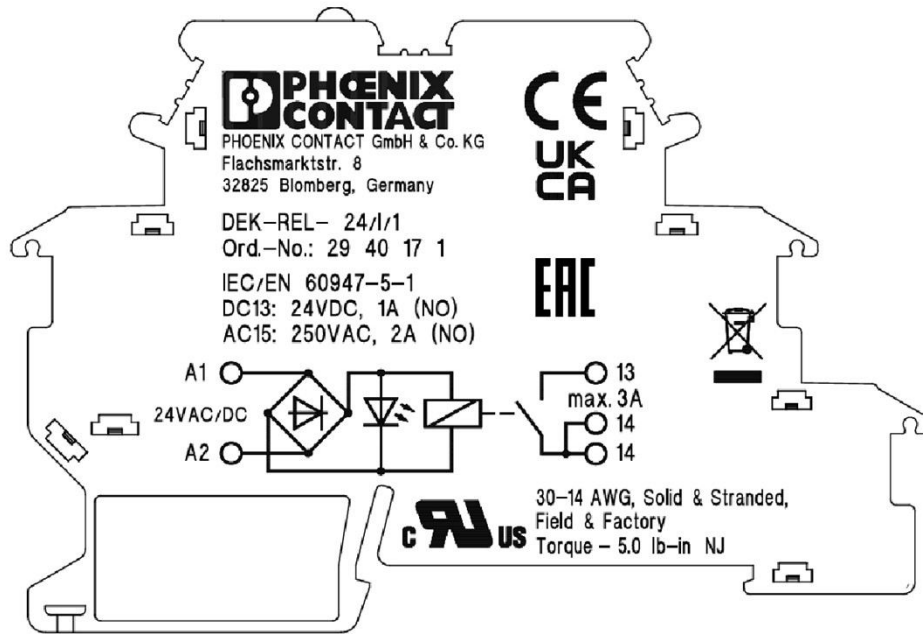 PHŒNIX
CONTACT
PHOENIX CONTACT GmbH & Co. KG
Flachsmarktstr. 8
32825 Blomberg, Germany
CE
UK
CA
DEK-REL- 24/I/1
Ord.-No.: 29 40 17 1
IEC/EN 60947-5-1
DC13: 24VDC, 1A (NO)
AC15: 250VAC, 2A (NO)
EAC
A1
24VAC/DC
A2
13
max. 3A
14
14
C RU US
30-14 AWG, Solid & Stranded,
Field & Factory
Torque - 5.0 lb-in NJ